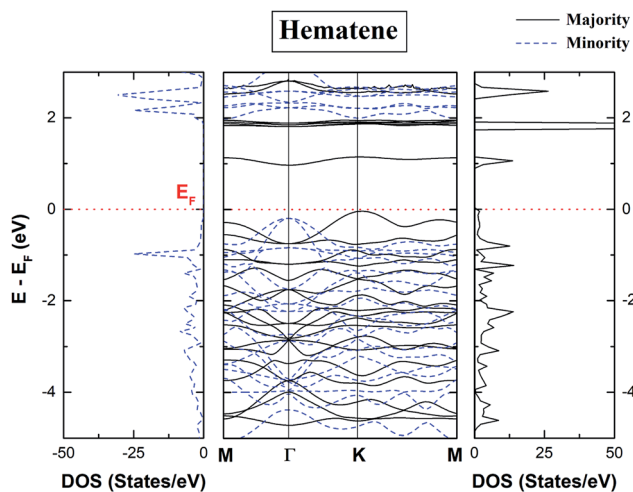 Hematene
Majority
Minority
E - E_F (eV)
2
0
-2
-4
E_F
2
0
-2
-4
-50
-25
0
M
Γ
K
M
0
25
50
DOS (States/eV)
DOS (States/eV)